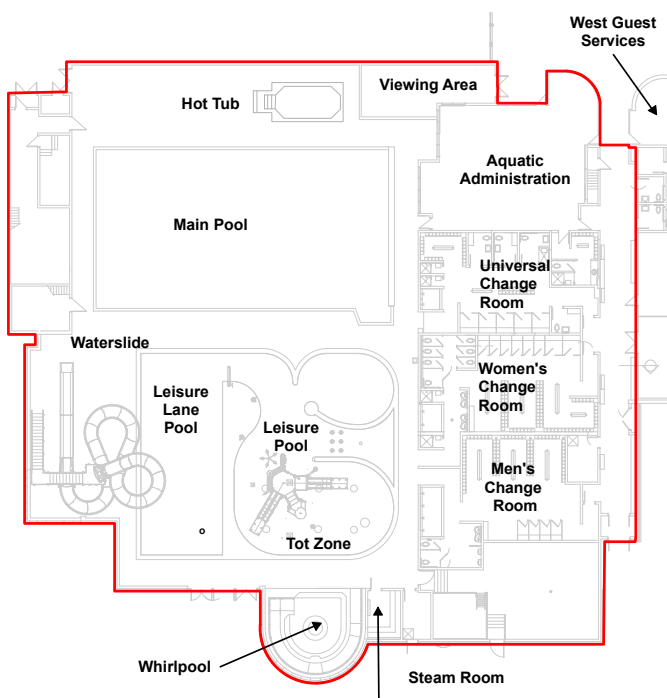 West Guest
Services
Viewing Area
Hot Tub
Aquatic
Administration
Main Pool
Universal
Change
Room
Waterslide
Women's
Change
Room
Leisure
Lane
Pool
Leisure
Pool
Men's
Change
Room
Tot Zone
Whirlpool
Steam Room